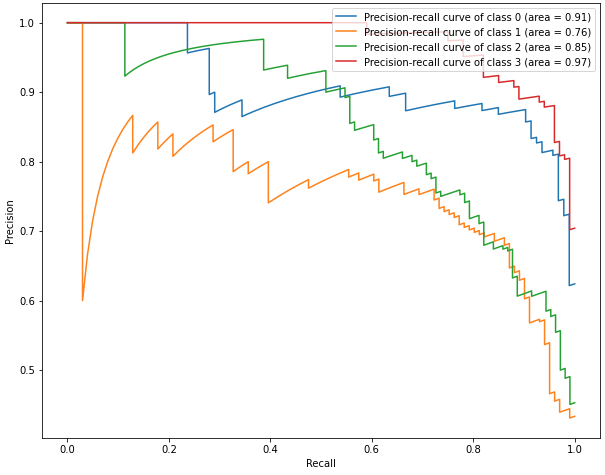 Precision-recall curve of class 0 (area = 0.91)
Precision-recall curve of class 1 (area = 0.76)
Precision-recall curve of class 2 (area = 0.85)
Precision-recall curve of class 3 (area = 0.97)
1.0
0.9
0.8
0.7
0.6
0.5
Precision
0.0 0.2 0.4 0.6 0.8 1.0
Recall